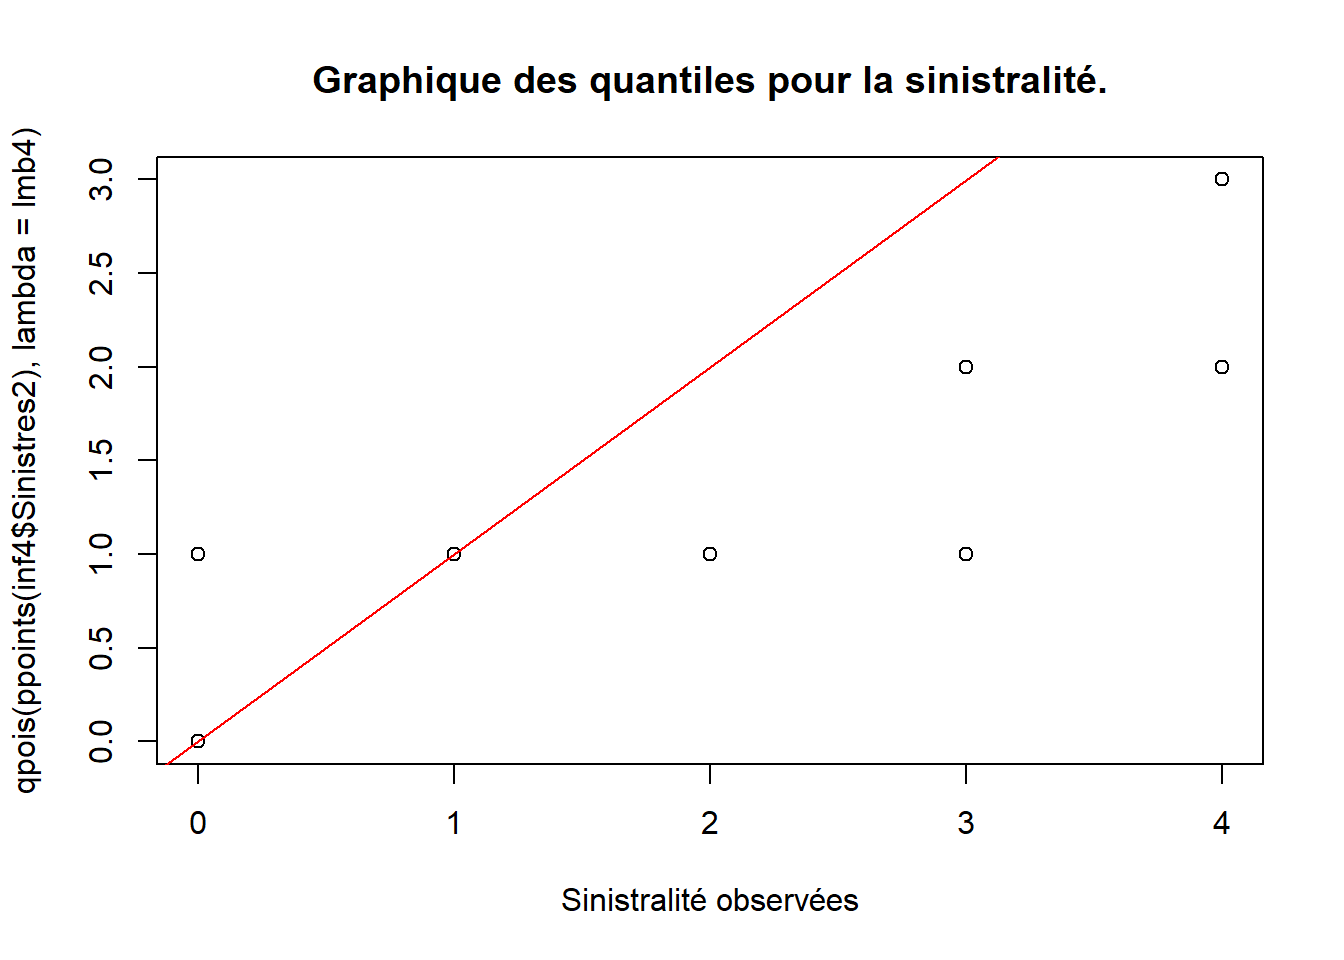 Graphique des quantiles pour la sinistralité.
qpois(ppoints(inf4$Sinistres2), lambda = lmb4)
3.0
2.5
2.0
1.5
1.0
0.5
0.0
0 1 2 3 4
Sinistralité observées